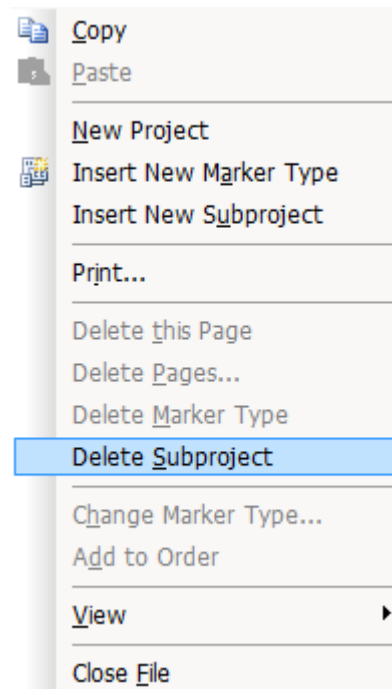 Copy
Paste
New Project
Insert New Marker Type
Insert New Subproject
Print...
Delete this Page
Delete Pages...
Delete Marker Type
Delete Subproject
Change Marker Type...
Add to Order
View
Close File